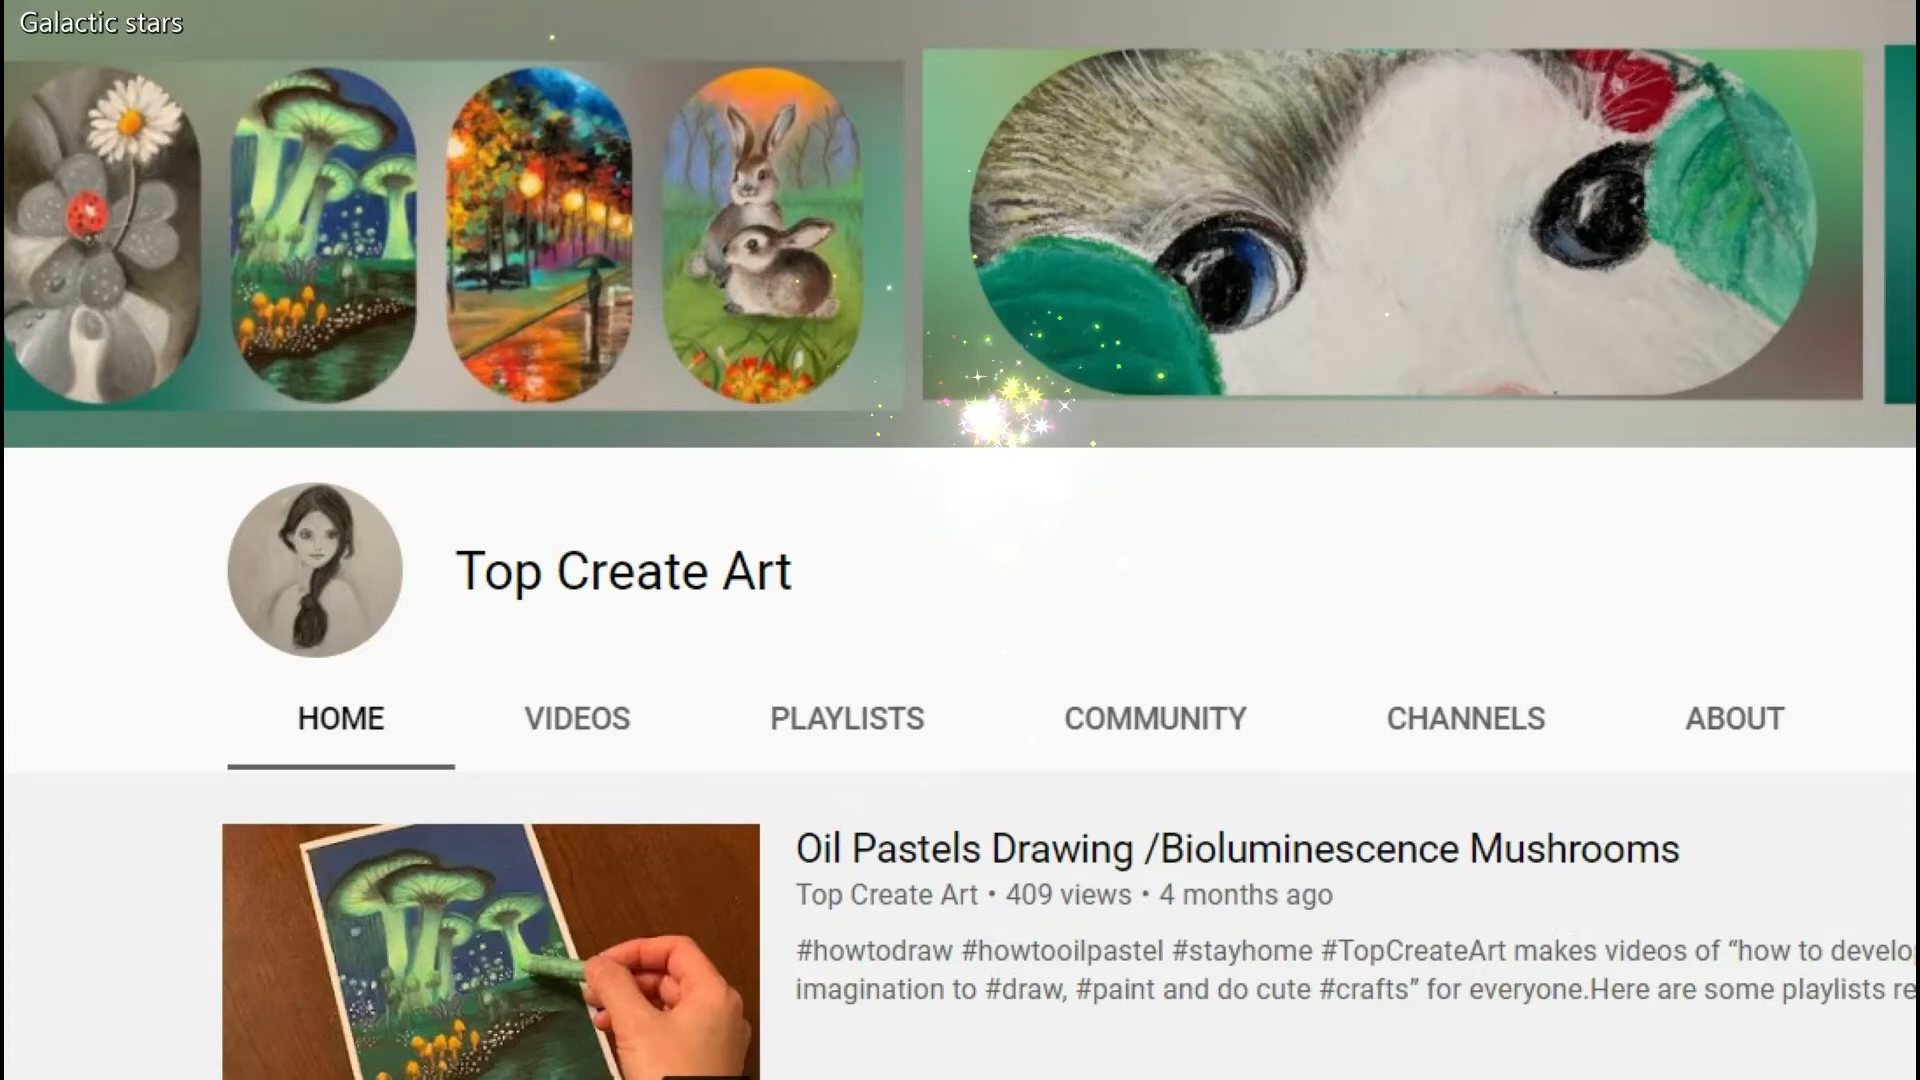 Galactic stars
Top Create Art
HOME
VIDEOS
PLAYLISTS
COMMUNITY
CHANNELS
ABOUT
Oil Pastels Drawing /Bioluminescence Mushrooms
Top Create Art • 409 views • 4 months ago
#howtodraw #howtooilpastel #stayhome #TopCreateArt makes videos of “how to develo
imagination to #draw, #paint and do cute #crafts” for everyone.Here are some playlists re